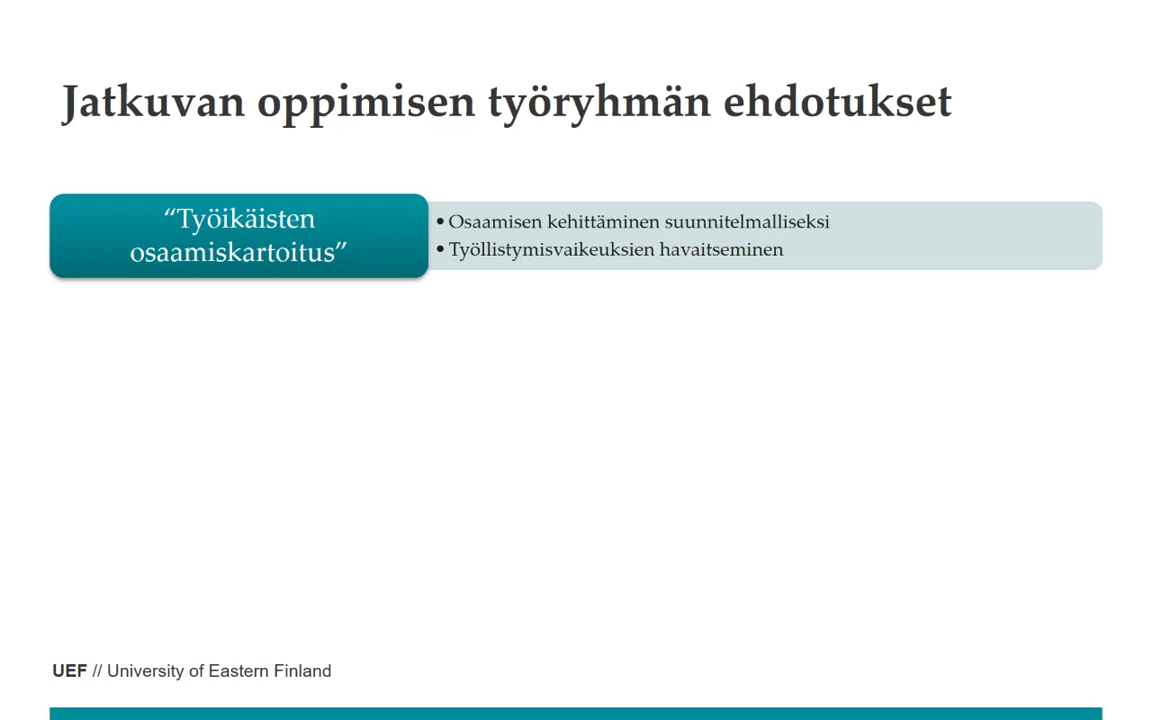 Jatkuvan oppimisen työryhmän ehdotukset
“Työikäisten
osaamiskartoitus”
• Osaamisen kehittäminen suunnitelmalliseksi
• Työllistymisvaikeuksien havaitseminen
UEF // University of Eastern Finland